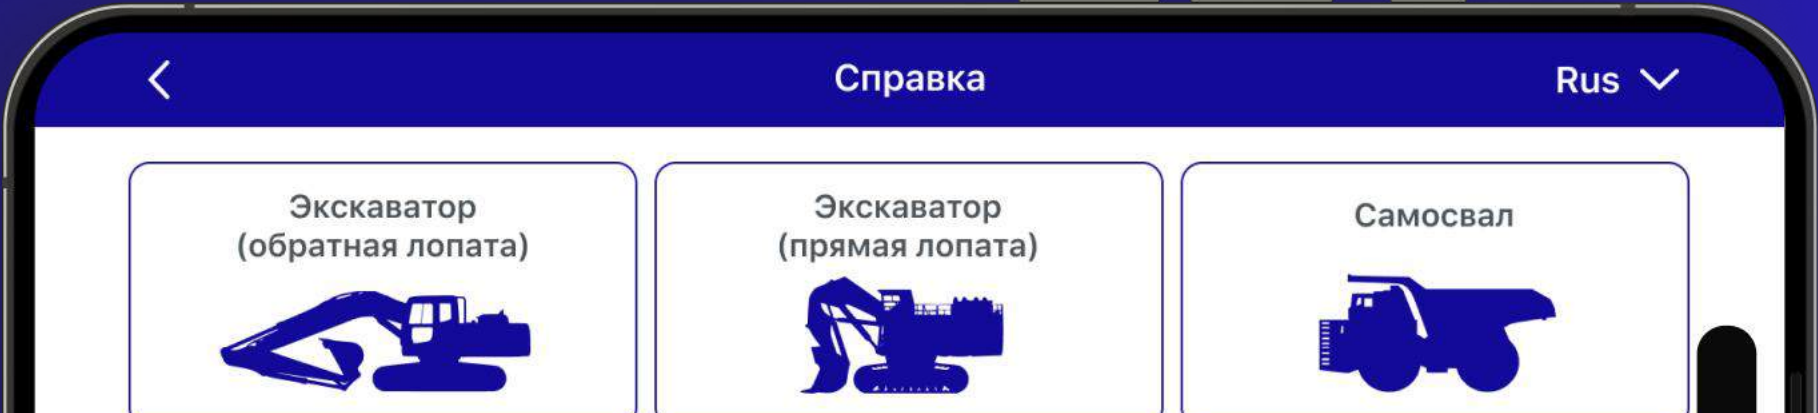 Справка
Rus
Экскаватор
(обратная лопата)
Экскаватор
(прямая лопата)
Самосвал